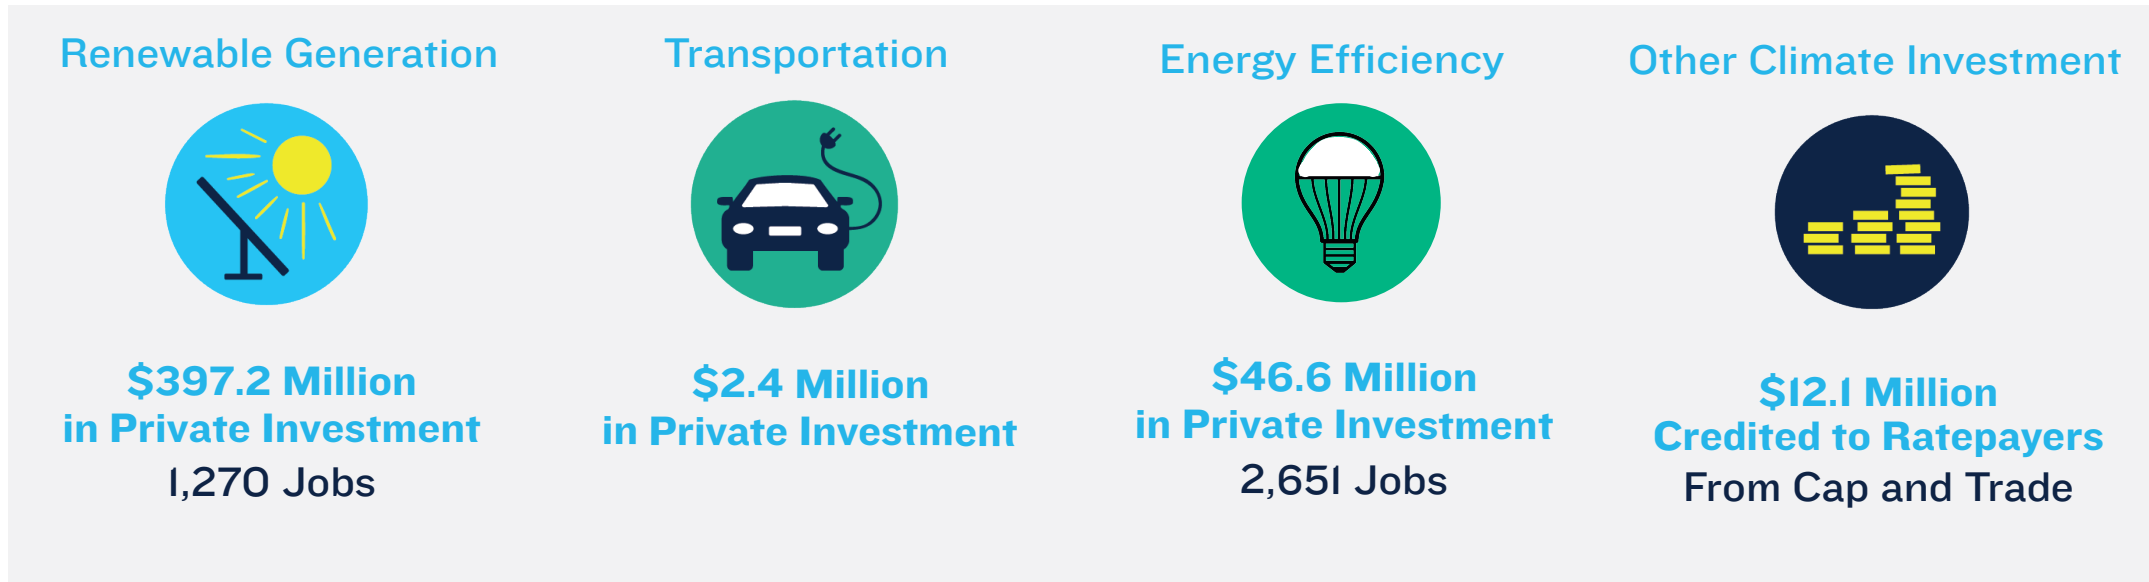 Renewable Generation
$397.2 Million
in Private Investment
1,270 Jobs
Transportation
$2.4 Million
in Private Investment
Energy Efficiency
$46.6 Million
in Private Investment
2,651 Jobs
Other Climate Investment
$12.1 Million
Credited to Ratepayers
From Cap and Trade